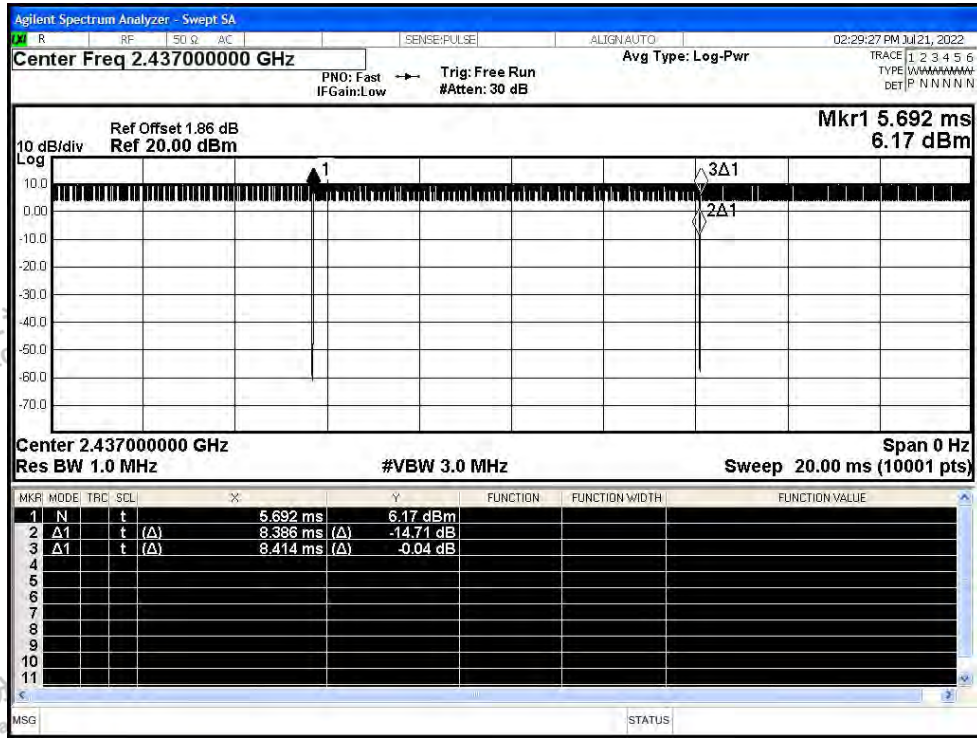 Agilent Spectrum Analyzer - Swept SA
LXI R RF 50 Ω AC SENSE:PULSE ALIGN AUTO 02:29:27 PM Jul 21, 2022
Center Freq 2.437000000 GHz Avg Type: Log-Pwr TRACE 1 2 3 4 5 6
PNO: Fast Trig: Free Run TYPE WWWWWW
IFGain:Low #Atten: 30 dB DET P N N N N N
Mkr1 5.692 ms
Ref Offset 1.86 dB
10 dB/div Ref 20.00 dBm 6.17 dBm
Log
1 3Δ1
10.0
0.00 2Δ1
-10.0
-20.0
-30.0
-40.0
-50.0
-60.0
-70.0
Center 2.437000000 GHz Span 0 Hz
Res BW 1.0 MHz #VBW 3.0 MHz Sweep 20.00 ms (10001 pts)
MKR MODE TRC SCL X Y FUNCTION FUNCTION WIDTH FUNCTION VALUE
1 N t 5.692 ms 6.17 dBm
2 Δ1 t (Δ) 8.386 ms (Δ) -14.71 dB
3 Δ1 t (Δ) 8.414 ms (Δ) -0.04 dB
4
5
6
7
8
9
10
11
MSG STATUS